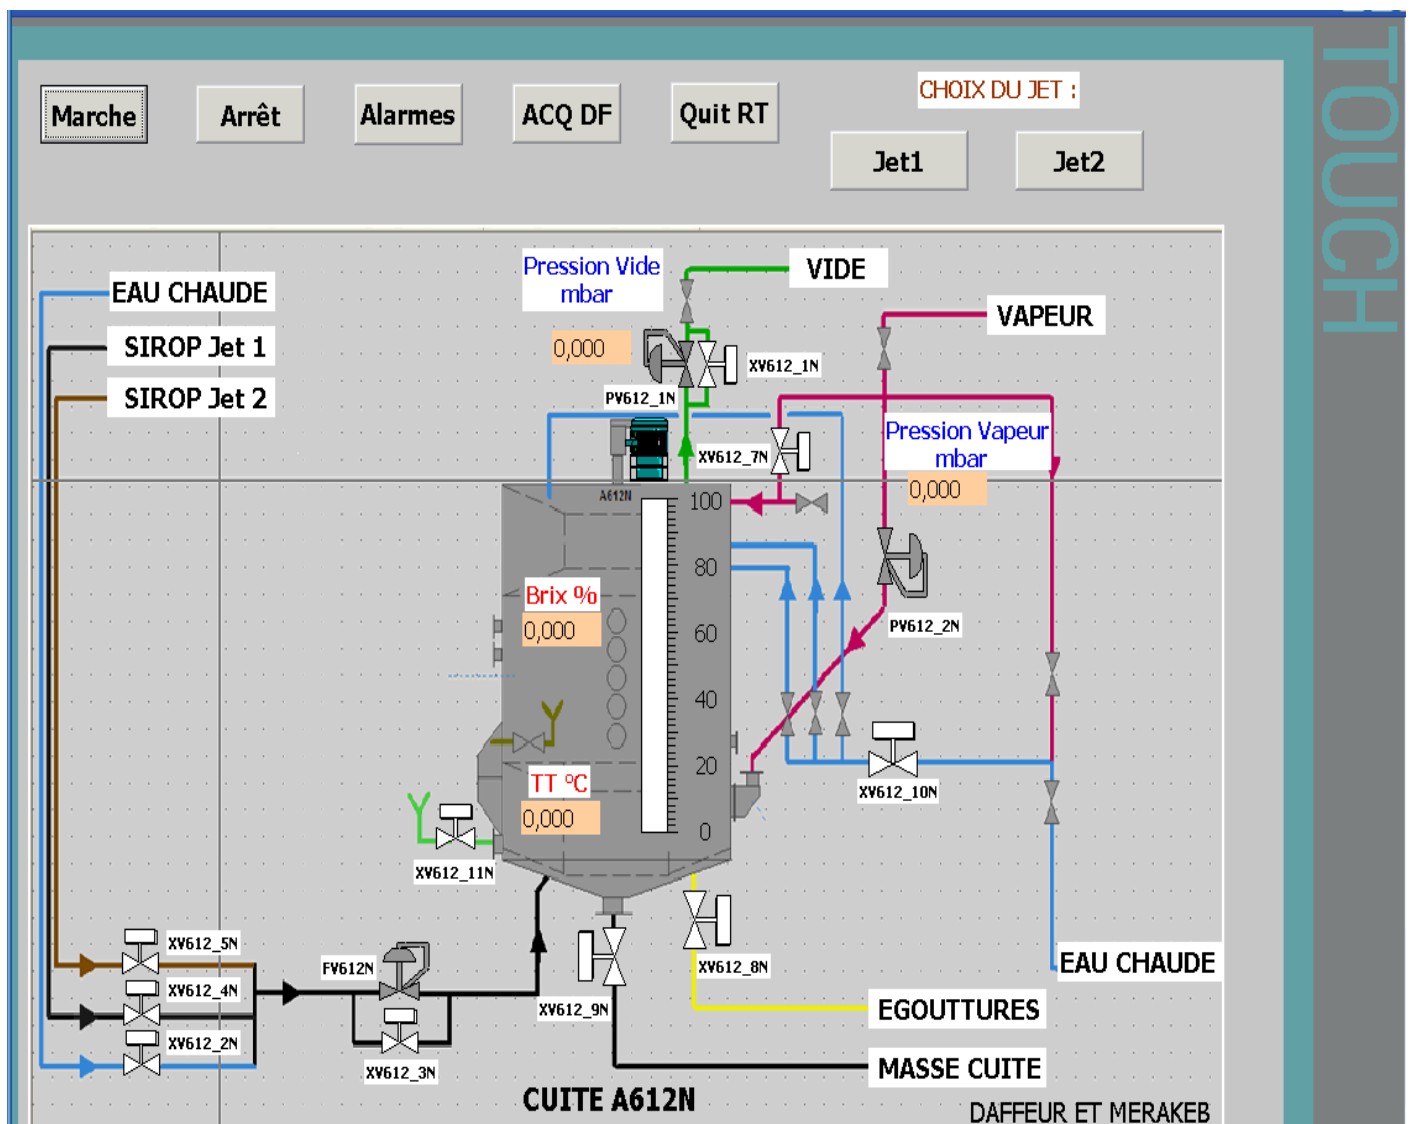 TOUCH
CHOIX DU JET :
Marche
Arrêt
Alarmes
ACQ DF
Quit RT
Jet1
Jet2
Pression Vide
mbar
0,000
VIDE
EAU CHAUDE
SIROP Jet 1
SIROP Jet 2
VAPEUR
XV612_1N
PV612_1N
XV612_7N
Pression Vapeur
mbar
0,000
A612N
100
80
60
40
20
0
Brix %
0,000
PV612_2N
TT ºC
0,000
XV612_10N
XV612_11N
XV612_5N
XV612_4N
XV612_2N
FV612N
XV612_3N
XV612_9N
XV612_8N
EAU CHAUDE
EGOUTTURES
MASSE CUITE
CUITE A612N
DAFFEUR ET MERAKEB